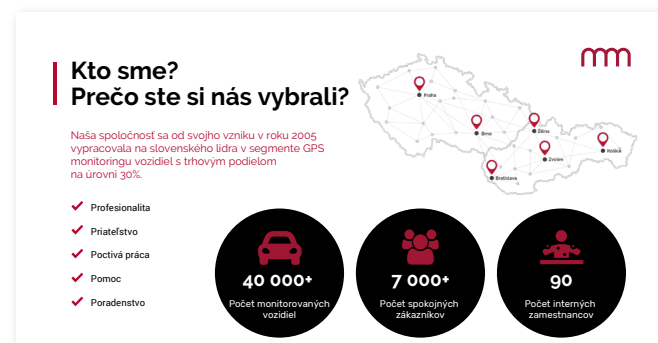 Kto sme?
Prečo ste si nás vybrali?
Naša spoločnosť sa od svojho vzniku v roku 2005
vypracovala na slovenského lídra v segmente GPS
monitoringu vozidiel s trhovým podielom
na úrovni 30%.
Profesionalita
Priateľstvo
Poctivá práca
Pomoc
Poradenstvo
Praha
Brno
Žilina
Zvolen
Košice
Bratislava
40 000+
Počet monitorovaných
vozidiel
7 000+
Počet spokojných
zákazníkov
90
Počet interných
zamestnancov